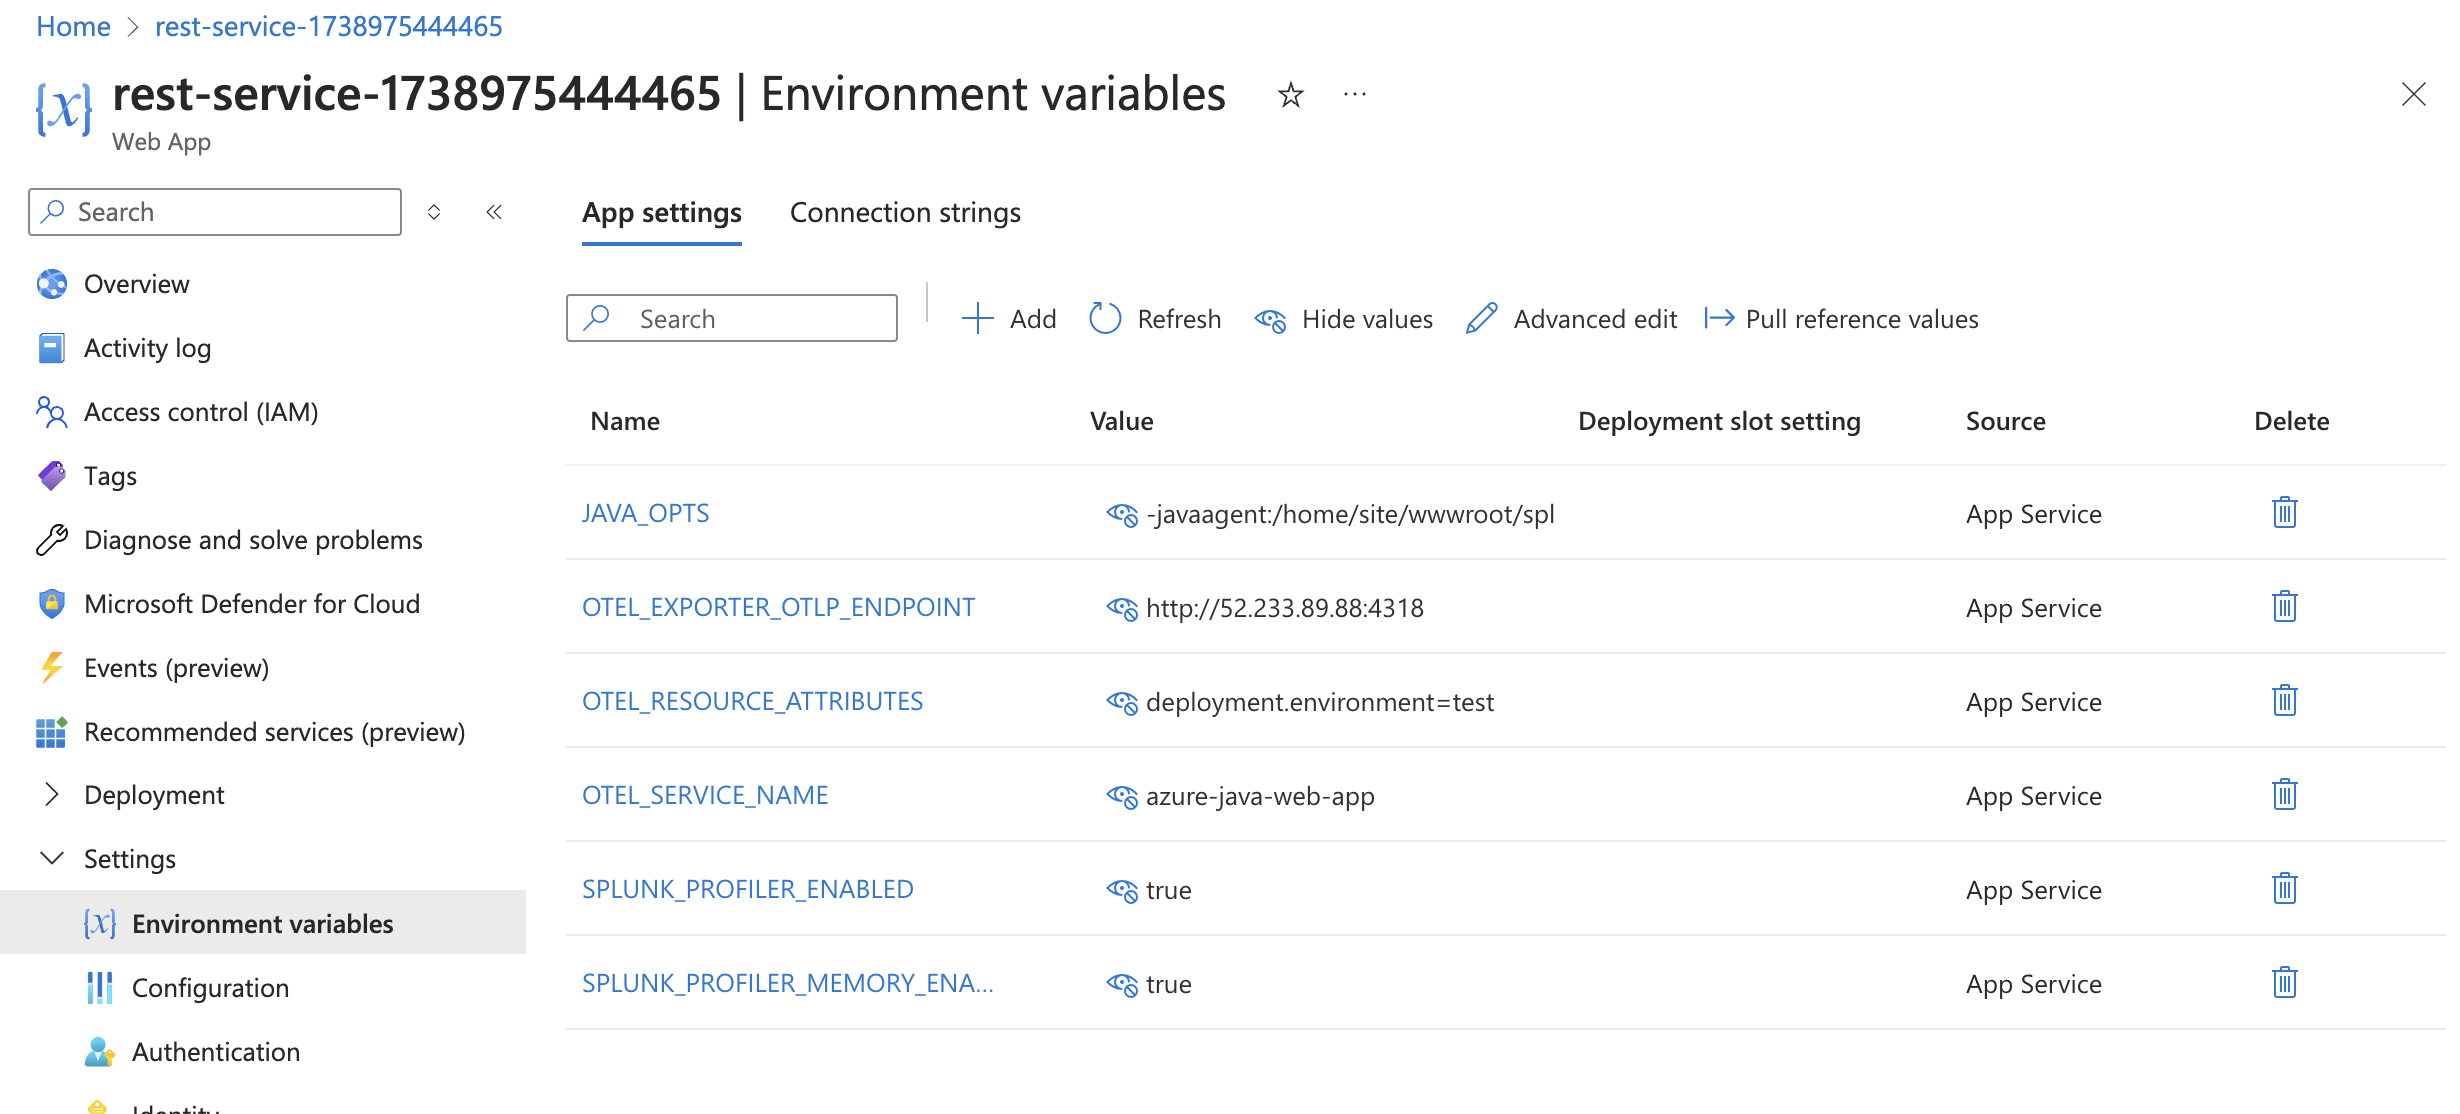 Home > rest-service-1738975444465
rest-service-1738975444465 | Environment variables
Web App
Search
Overview
Activity log
Access control (IAM)
Tags
Diagnose and solve problems
Microsoft Defender for Cloud
Events (preview)
Recommended services (preview)
Deployment
Settings
Environment variables
Configuration
Authentication
Identity
App settings Connection strings
Search Add Refresh Hide values Advanced edit Pull reference values
Name Value Deployment slot setting Source Delete
JAVA_OPTS -javaagent:/home/site/wwwroot/spl App Service
OTEL_EXPORTER_OTLP_ENDPOINT http://52.233.89.88:4318 App Service
OTEL_RESOURCE_ATTRIBUTES deployment.environment=test App Service
OTEL_SERVICE_NAME azure-java-web-app App Service
SPLUNK_PROFILER_ENABLED true App Service
SPLUNK_PROFILER_MEMORY_ENA... true App Service